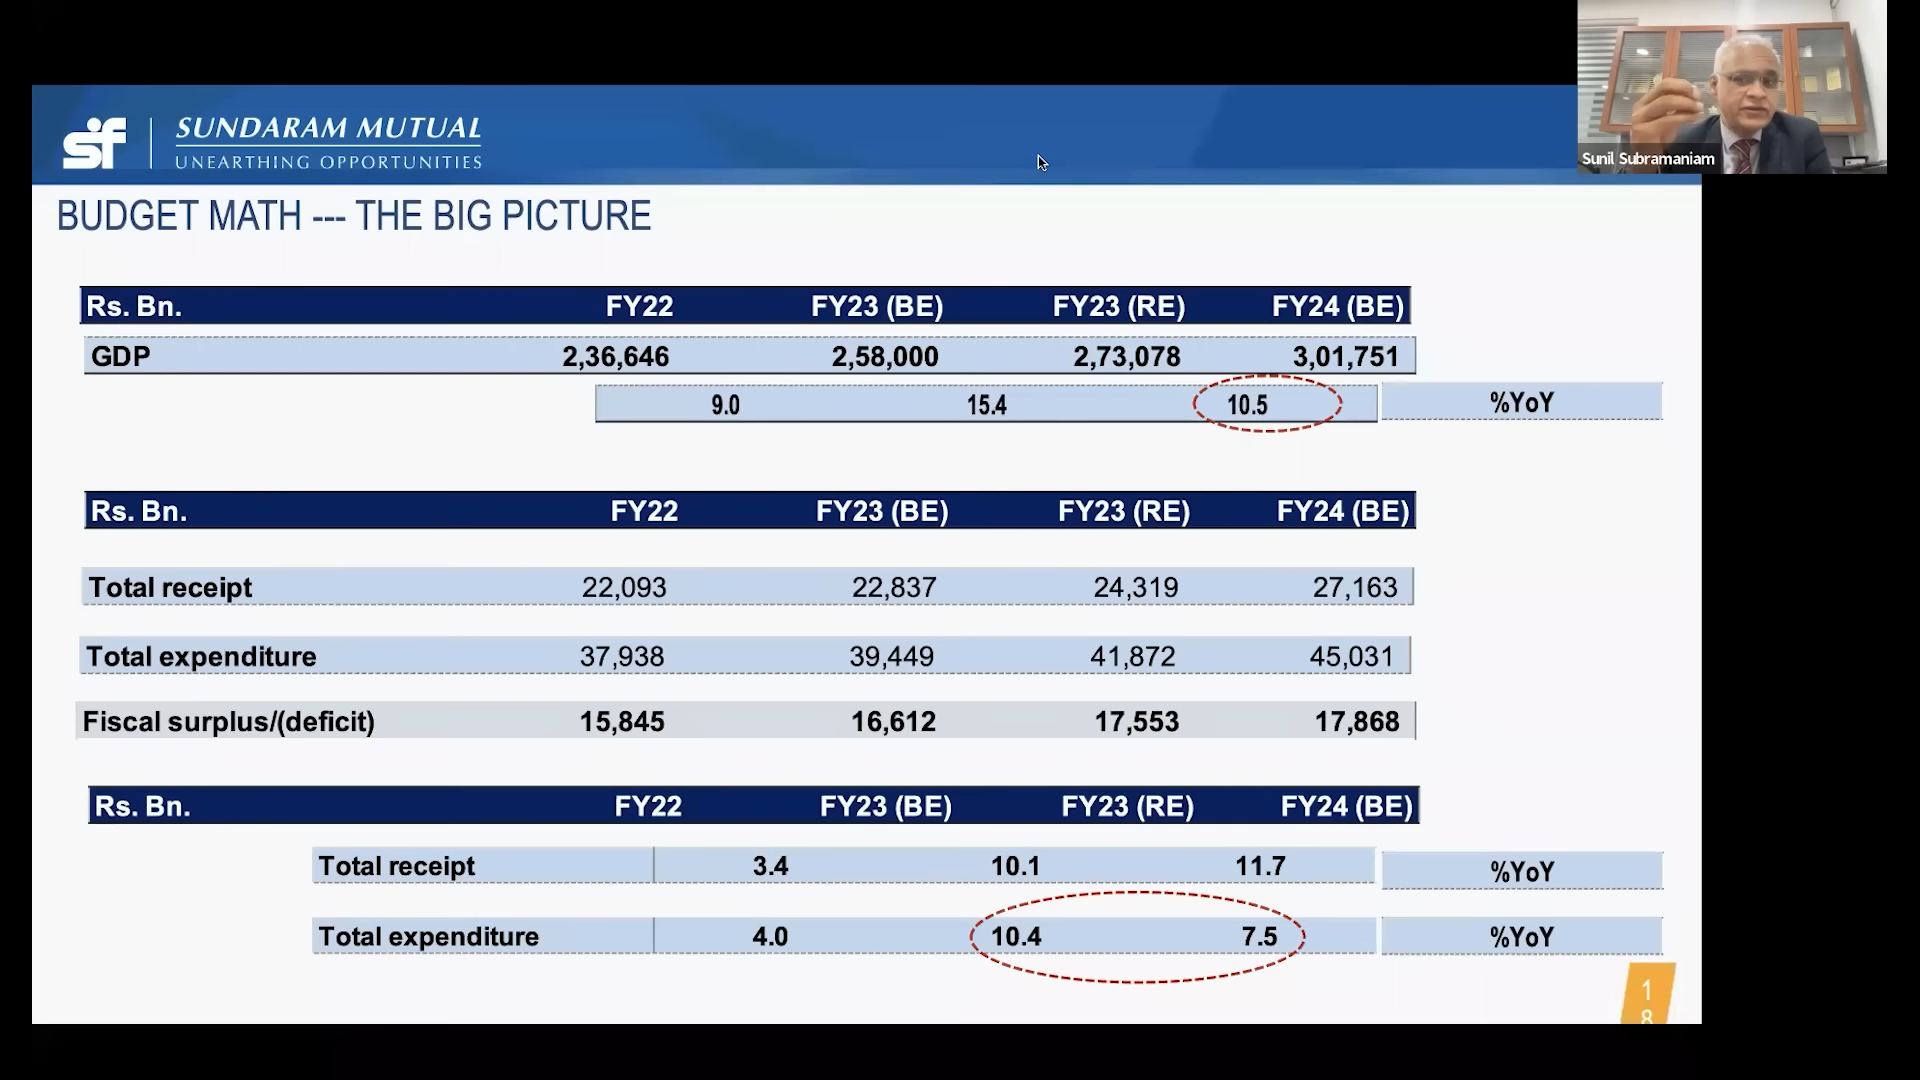 sf
SUNDARAM MUTUAL
UNEARTHING OPPORTUNITIES
Sunil Subramaniam
BUDGET MATH --- THE BIG PICTURE
Rs. Bn. FY22 FY23 (BE) FY23 (RE) FY24 (BE)
GDP 2,36,646 2,58,000 2,73,078 3,01,751
9.0 15.4 10.5 %YoY
Rs. Bn. FY22 FY23 (BE) FY23 (RE) FY24 (BE)
Total receipt 22,093 22,837 24,319 27,163
Total expenditure 37,938 39,449 41,872 45,031
Fiscal surplus/(deficit) 15,845 16,612 17,553 17,868
Rs. Bn. FY22 FY23 (BE) FY23 (RE) FY24 (BE)
Total receipt 3.4 10.1 11.7 %YoY
Total expenditure 4.0 10.4 7.5 %YoY
1
8